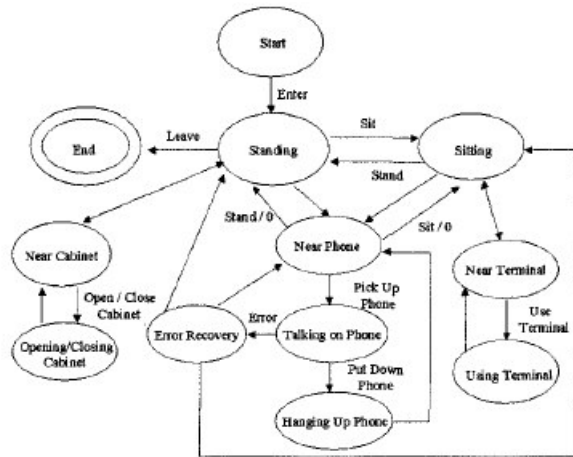 Start
Enter
Leave
Sit
End
Standing
Sitting
Stand
Stand / 0
Sit / 0
Near Cabinet
Near Phone
Near Terminal
Open / Close
Cabinet
Pick Up
Phone
Use
Terminal
Error Recovery
Error
Talking on Phone
Opening/Closing
Cabinet
Put Down
Phone
Using Terminal
Hanging Up Phone